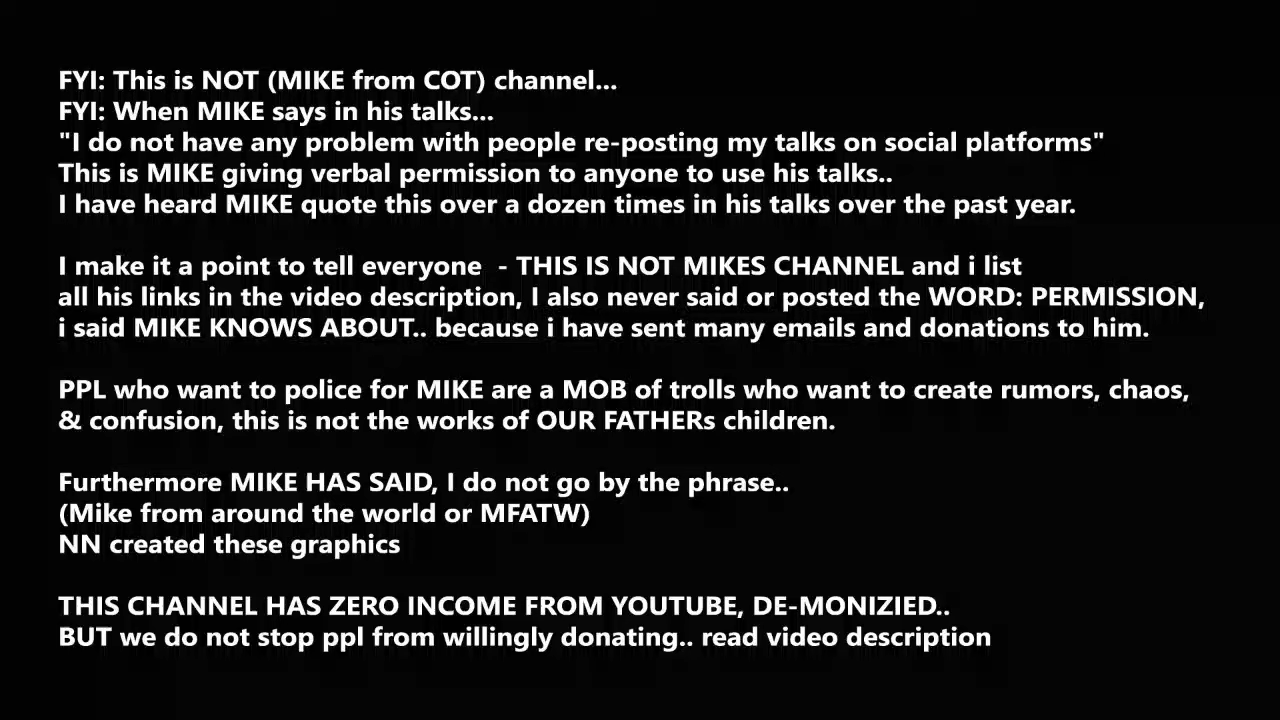 FYI: This is NOT (MIKE from COT) channel...
FYI: When MIKE says in his talks...
"I do not have any problem with people re-posting my talks on social platforms"
This is MIKE giving verbal permission to anyone to use his talks..
I have heard MIKE quote this over a dozen times in his talks over the past year.
I make it a point to tell everyone  - THIS IS NOT MIKES CHANNEL and i list
all his links in the video description, I also never said or posted the WORD: PERMISSION,
i said MIKE KNOWS ABOUT.. because i have sent many emails and donations to him.
PPL who want to police for MIKE are a MOB of trolls who want to create rumors, chaos,
& confusion, this is not the works of OUR FATHERs children.
Furthermore MIKE HAS SAID, I do not go by the phrase..
(Mike from around the world or MFATW)
NN created these graphics
THIS CHANNEL HAS ZERO INCOME FROM YOUTUBE, DE-MONIZIED..
BUT we do not stop ppl from willingly donating.. read video description